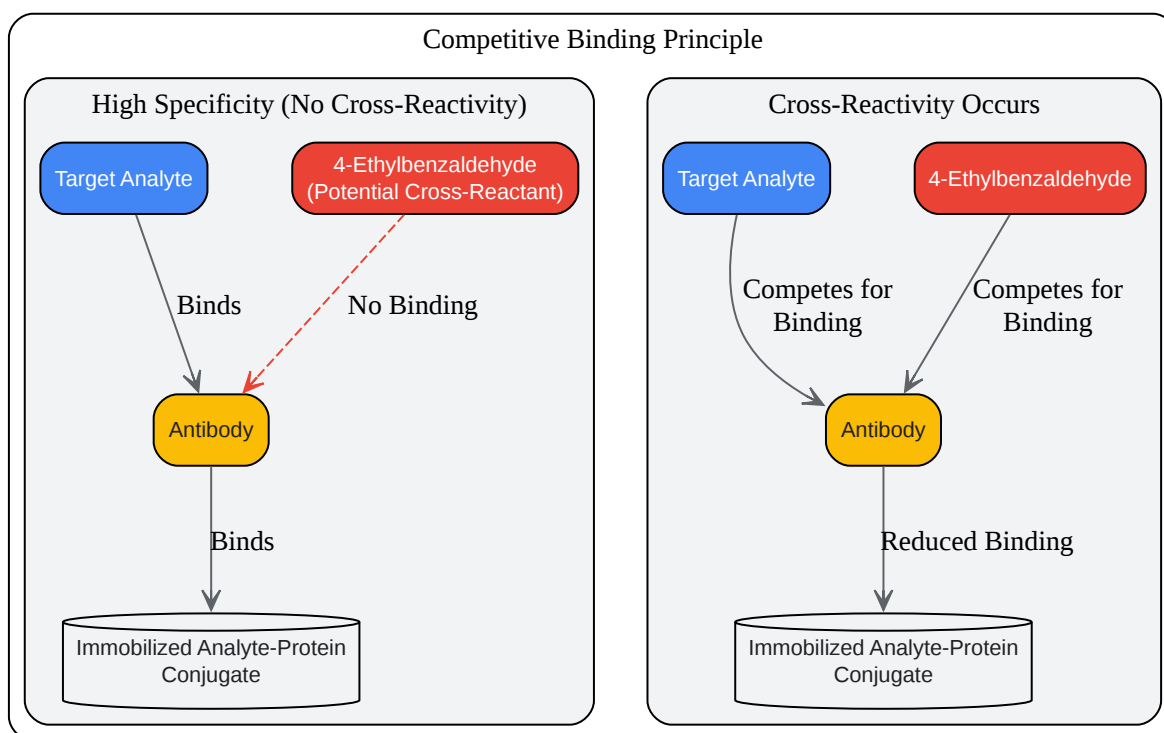 Competitive Binding Principle
High Specificity (No Cross-Reactivity)
Target Analyte
4-Ethylbenzaldehyde
(Potential Cross-Reactant)
Binds
No Binding
Antibody
Binds
Immobilized Analyte-Protein
Conjugate
Cross-Reactivity Occurs
Target Analyte
4-Ethylbenzaldehyde
Competes for
Binding
Competes for
Binding
Antibody
Reduced Binding
Immobilized Analyte-Protein
Conjugate